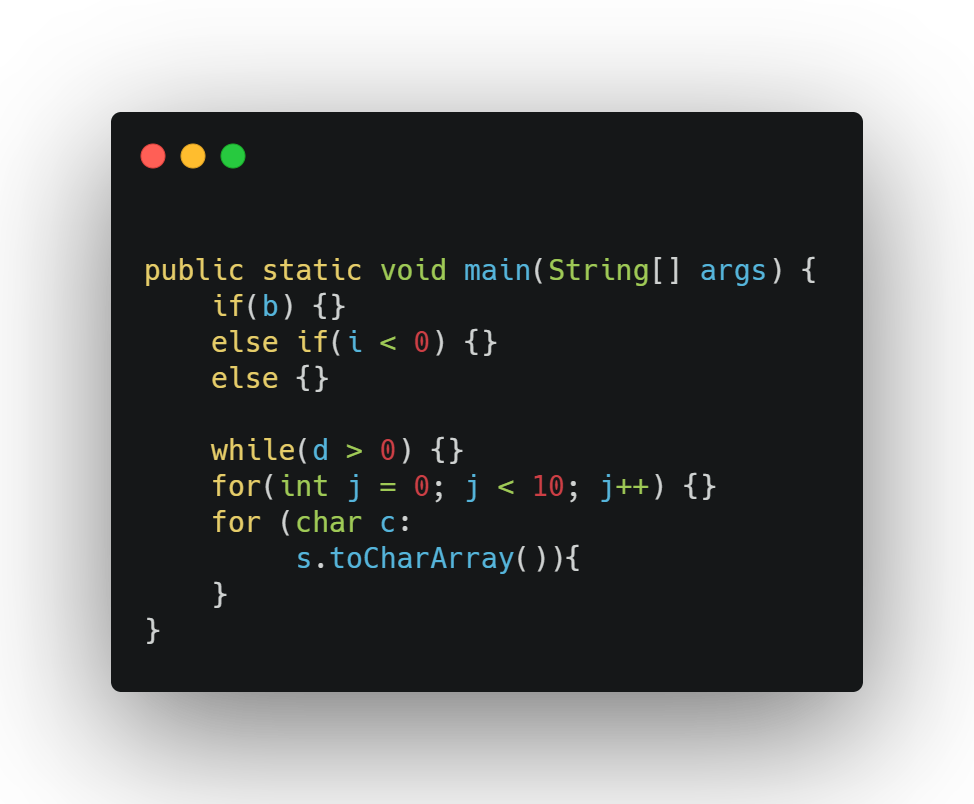 public static void main(String[] args) {
    if(b) {}
    else if(i < 0) {}
    else {}

    while(d > 0) {}
    for(int j = 0; j < 10; j++) {}
    for (char c:
         s.toCharArray()){
    }
}